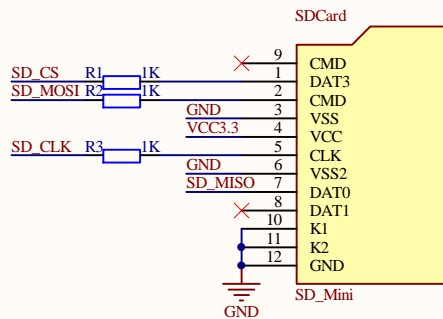 SDCard
9 CMD
SD_CS R1 1K 1 DAT3
SD_MOSI R2 1K 2 CMD
GND 3 VSS
VCC3.3 4 VCC
SD_CLK R3 1K 5 CLK
GND 6 VSS2
SD_MISO 7 DAT0
8 DAT1
10 K1
11 K2
12 GND
SD_Mini
GND